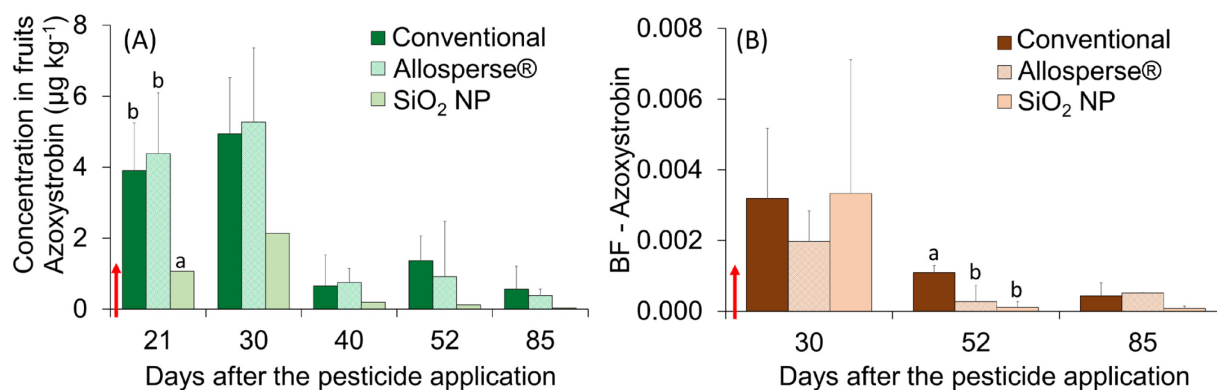 (A)
Conventional
Allosperse®
SiO₂ NP
Concentration in fruits
Azoxystrobin (µg kg⁻¹)
8
6
4
2
0
b
b
a
21 30 40 52 85
Days after the pesticide application
(B)
Conventional
Allosperse®
SiO₂ NP
BF - Azoxystrobin
0.008
0.006
0.004
0.002
0.000
a
b
b
30 52 85
Days after the pesticide application